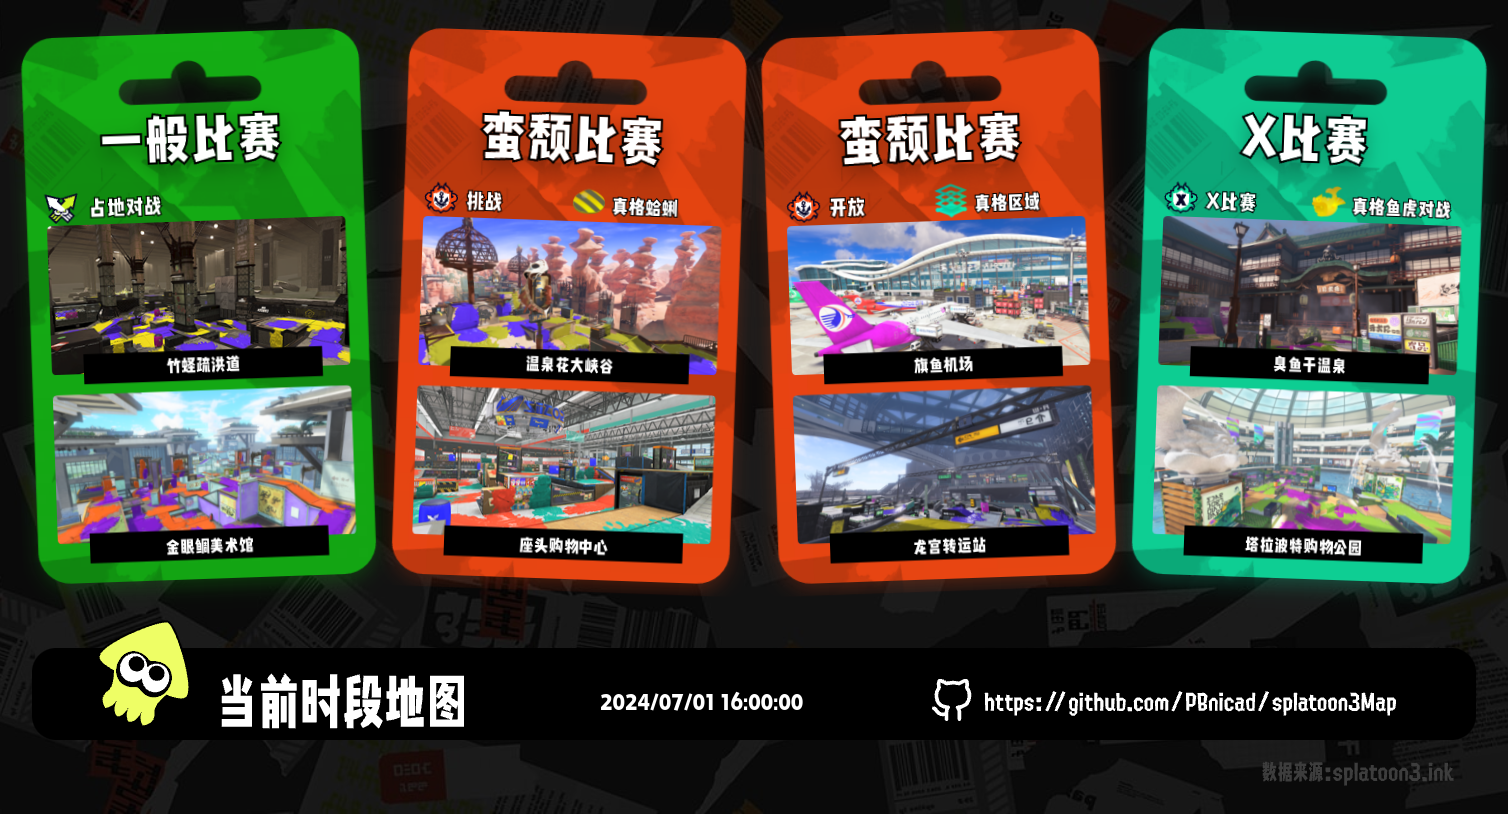 一般比赛
占地对战
竹蛏疏洪道
金眼鲷美术馆
蛮颓比赛
挑战
真格蛤蜊
温泉花大峡谷
座头购物中心
蛮颓比赛
开放
真格区域
旗鱼机场
龙宫转运站
X比赛
X比赛
真格鱼虎对战
臭鱼干温泉
塔拉波特购物公园
当前时段地图
2024/07/01 16:00:00
https://github.com/PBnicad/splatoon3Map
数据来源:splatoon3.ink